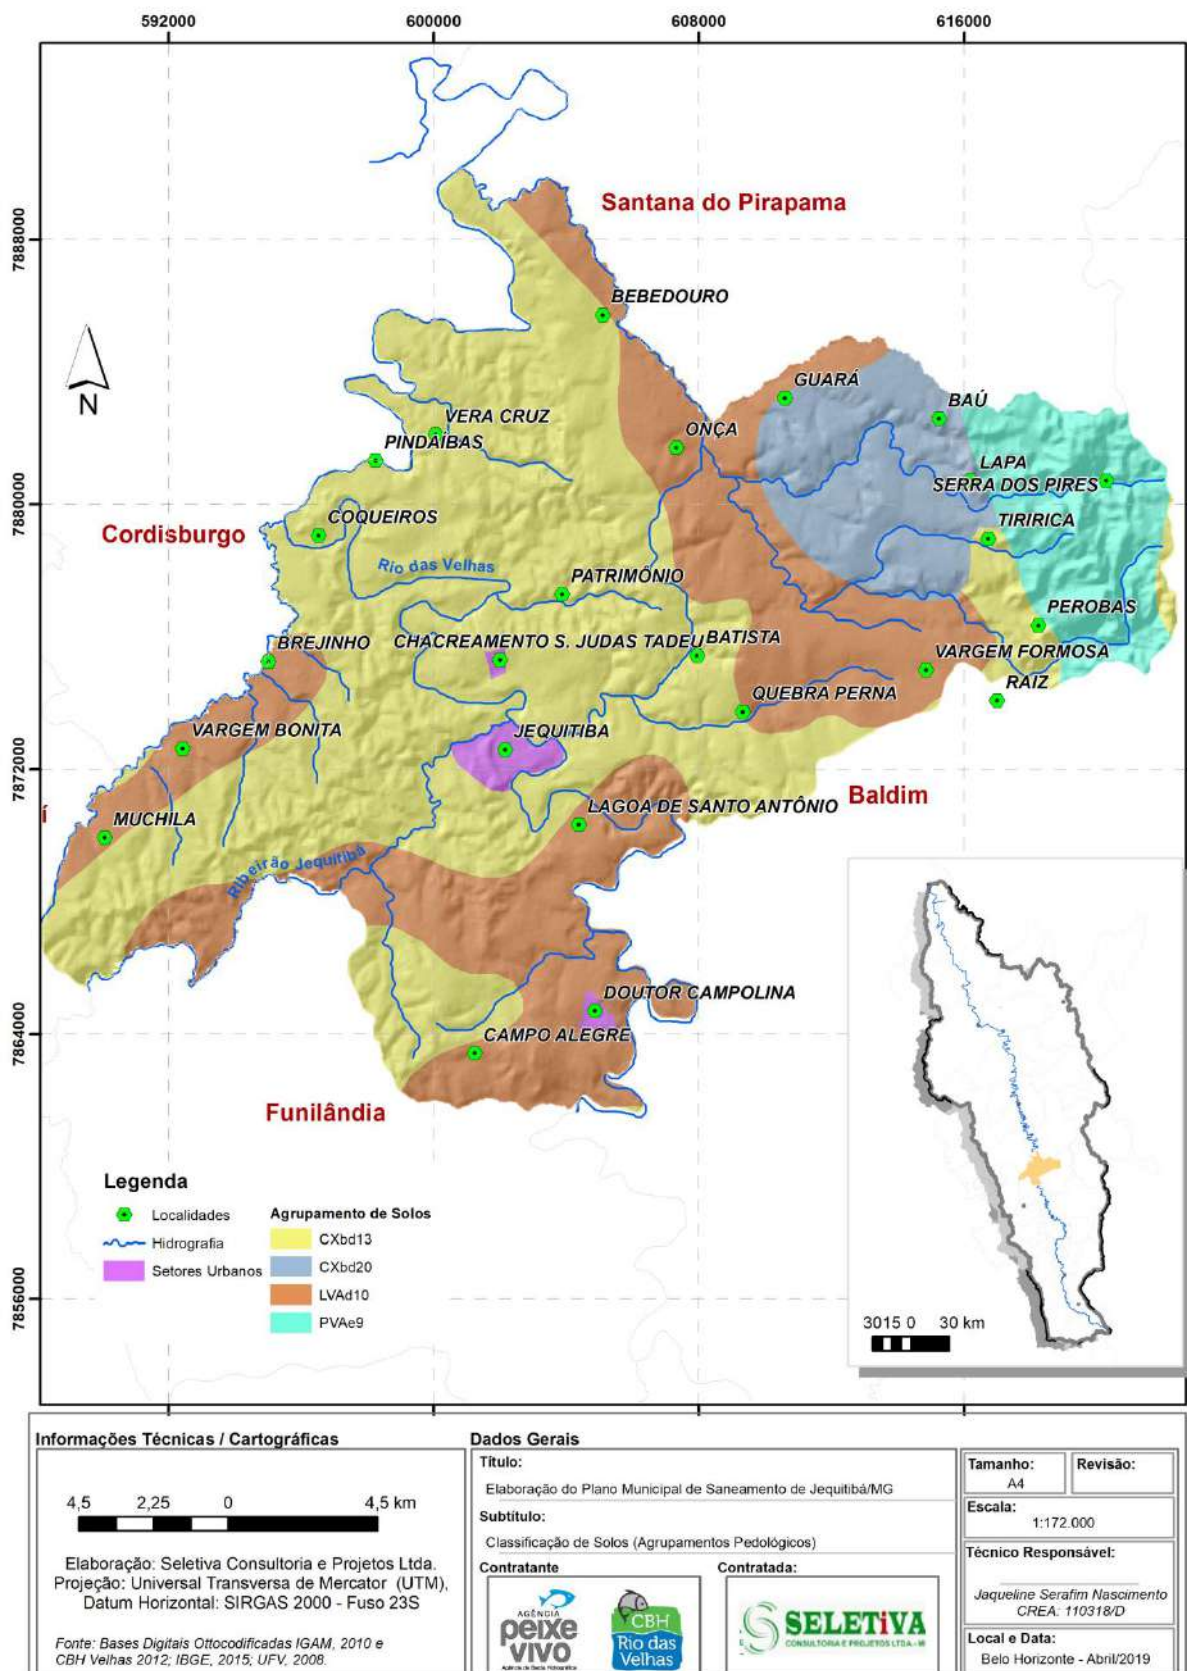 592000
600000
608000
616000
7888000
7880000
7872000
7864000
7856000
Santana do Pirapama
BEBEDOURO
N
GUARÁ
BAÚ
VERA CRUZ
ONÇA
PINDAÍBAS
LAPA
SERRA DOS PIRES
COQUEIROS
TIRIRICA
Cordisburgo
Rio das Velhas
PATRIMÔNIO
PEROBAS
BREJINHO
CHACREAMENTO S. JUDAS TADEU
BATISTA
VARGEM FORMOSA
RAIZ
QUEBRA PERNA
VARGEM BONITA
JEQUITIBA
Baldim
LAGOA DE SANTO ANTÔNIO
í
MUCHILA
Ribeirão Jequitibá
DOUTOR CAMPOLINA
CAMPO ALEGRE
Funilândia
Legenda
Localidades
Hidrografia
Setores Urbanos
Agrupamento de Solos
CXbd13
CXbd20
LVAd10
PVAe9
3015 0 30 km
Informações Técnicas / Cartográficas
4,5 2,25 0 4,5 km
Elaboração: Seletiva Consultoria e Projetos Ltda.
Projeção: Universal Transversa de Mercator (UTM),
Datum Horizontal: SIRGAS 2000 - Fuso 23S
Fonte: Bases Digitais Ottocodificadas IGAM, 2010 e
CBH Velhas 2012; IBGE, 2015; UFV, 2008.
Dados Gerais
Título:
Elaboração do Plano Municipal de Saneamento de Jequitibá/MG
Subtítulo:
Classificação de Solos (Agrupamentos Pedológicos)
Contratante
AGÊNCIA
peixe
vivo
Agência de Bacia Hidrográfica
CBH
Rio das
Velhas
Contratada:
SELETiVA
CONSULTORIA E PROJETOS LTDA - ME
Tamanho:
A4
Revisão:
Escala:
1:172.000
Técnico Responsável:
Jaqueline Serafim Nascimento
CREA: 110318/D
Local e Data:
Belo Horizonte - Abril/2019